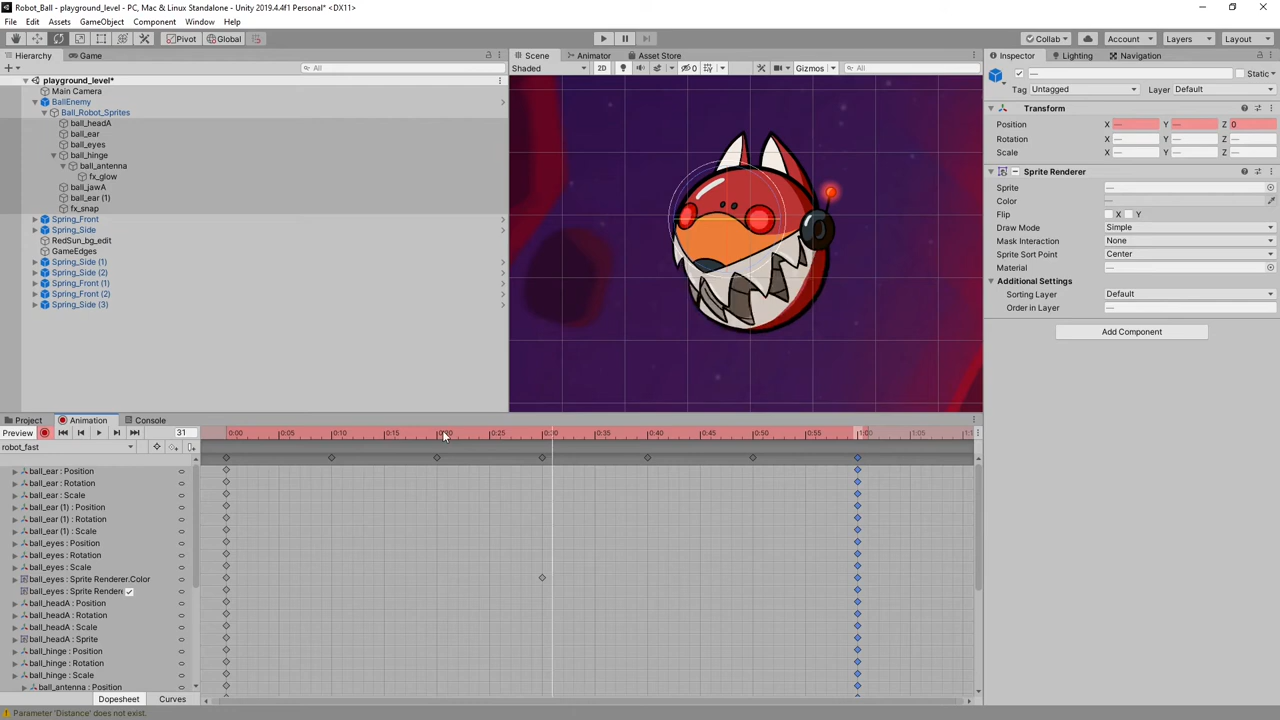 Robot_Ball - playground_level - PC, Mac & Linux Standalone - Unity 2019.4.4f1 Personal* <DX11>
File Edit Assets GameObject Component Window Help
Pivot Global Collab Account Layers Layout
Hierarchy Game Scene Animator Asset Store Inspector Lighting Navigation
All Shaded 2D 0 Gizmos All Static
playground_level*
Main Camera
BallEnemy
Ball_Robot_Sprites
ball_headA
ball_ear
ball_eyes
ball_hinge
ball_antenna
fx_glow
ball_jawA
ball_ear (1)
fx_snap
Spring_Front
Spring_Side
RedSun_bg_edit
GameEdges
Spring_Side (1)
Spring_Side (2)
Spring_Front (1)
Spring_Front (2)
Spring_Side (3)
Tag Untagged Layer Default
Transform
Position X — Y — Z 0
Rotation X — Y — Z —
Scale X — Y — Z —
Sprite Renderer
Sprite —
Color —
Flip X Y
Draw Mode Simple
Mask Interaction None
Sprite Sort Point Center
Material —
Additional Settings
Sorting Layer Default
Order in Layer —
Add Component
Project Animation Console
Preview 31 0:00 0:05 0:10 0:15 0:20 0:25 0:30 0:35 0:40 0:45 0:50 0:55 1:00 1:05
robot_fast
ball_ear : Position
ball_ear : Rotation
ball_ear : Scale
ball_ear (1) : Position
ball_ear (1) : Rotation
ball_ear (1) : Scale
ball_eyes : Position
ball_eyes : Rotation
ball_eyes : Scale
ball_eyes : Sprite Renderer.Color
ball_eyes : Sprite Renderer
ball_headA : Position
ball_headA : Rotation
ball_headA : Scale
ball_headA : Sprite
ball_hinge : Position
ball_hinge : Rotation
ball_hinge : Scale
ball_antenna : Position
Dopesheet Curves
Parameter 'Distance' does not exist.